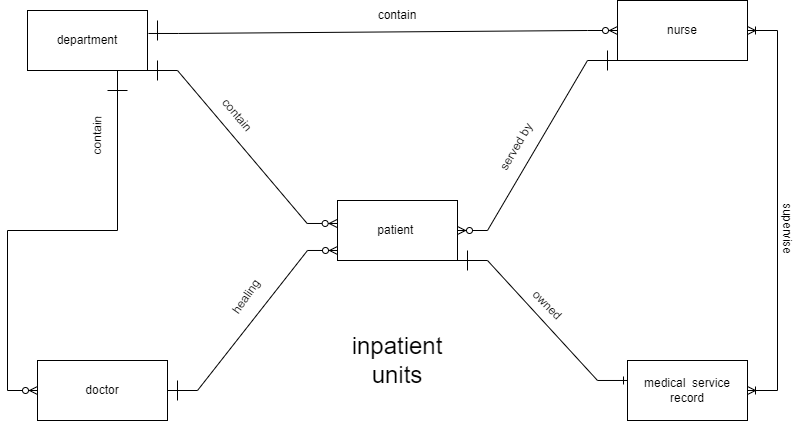 contain
department
nurse
contain
contain
served by
supervise
patient
healing
owned
inpatient
units
doctor
medical service
record